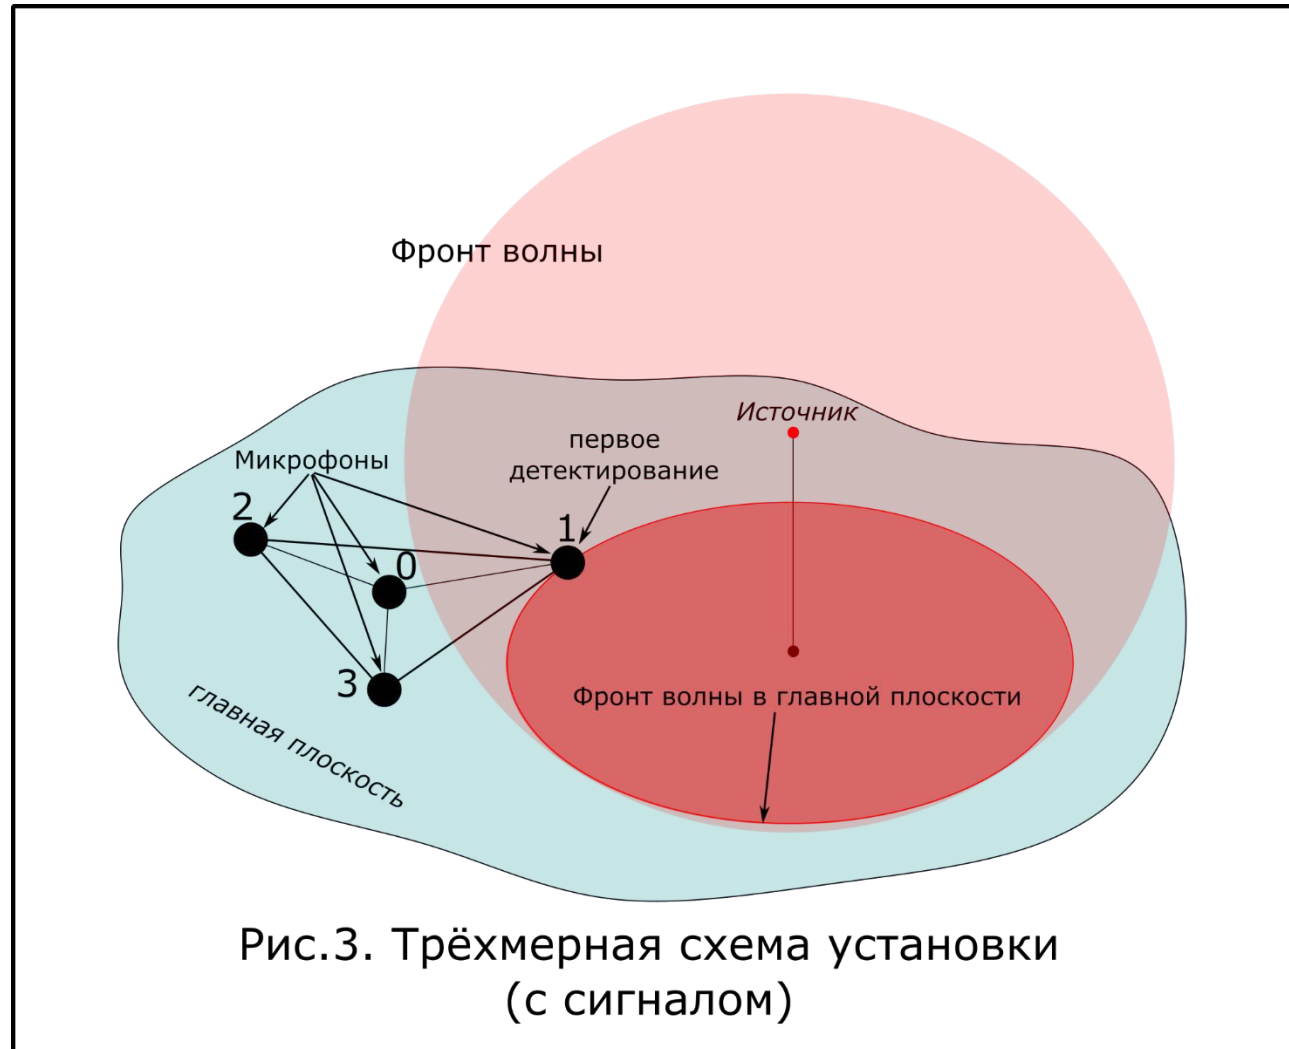 Фронт волны
Источник
первое
детектирование
Микрофоны
2
1
0
3
Фронт волны в главной плоскости
главная плоскость
Рис.3. Трёхмерная схема установки
(с сигналом)